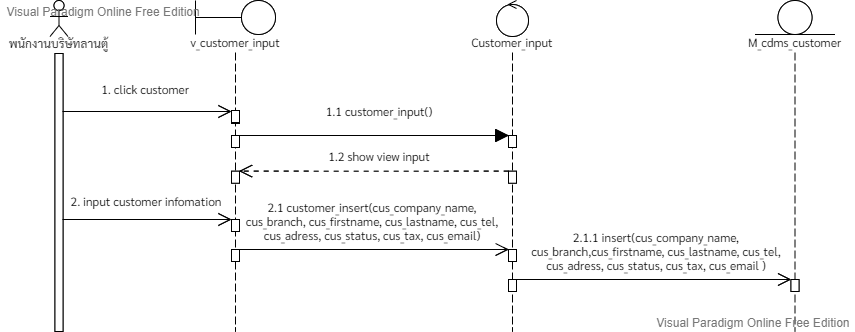 Visual Paradigm Online Free Edition
พนักงานบริษัทลานตู้
v_customer_input
Customer_input
M_cdms_customer
1. click customer
1.1 customer_input()
1.2 show view input
2. input customer infomation
2.1 customer_insert(cus_company_name,
cus_branch, cus_firstname, cus_lastname, cus_tel,
cus_adress, cus_status, cus_tax, cus_email)
2.1.1 insert(cus_company_name,
cus_branch,cus_firstname, cus_lastname, cus_tel,
cus_adress, cus_status, cus_tax, cus_email )
Visual Paradigm Online Free Edition